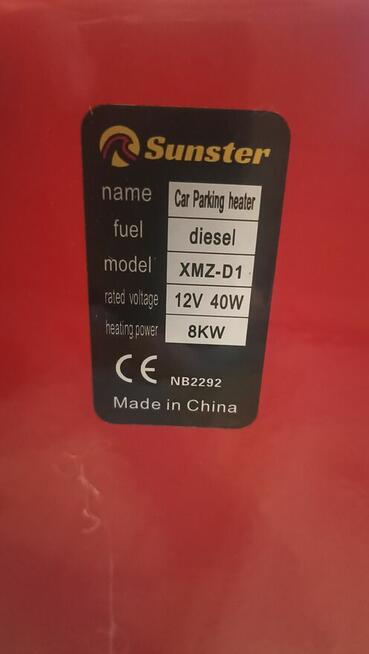 Sunster
name Car Parking heater
fuel diesel
model XMZ-D1
rated voltage 12V 40W
heating power 8KW
CE NB2292
Made in China